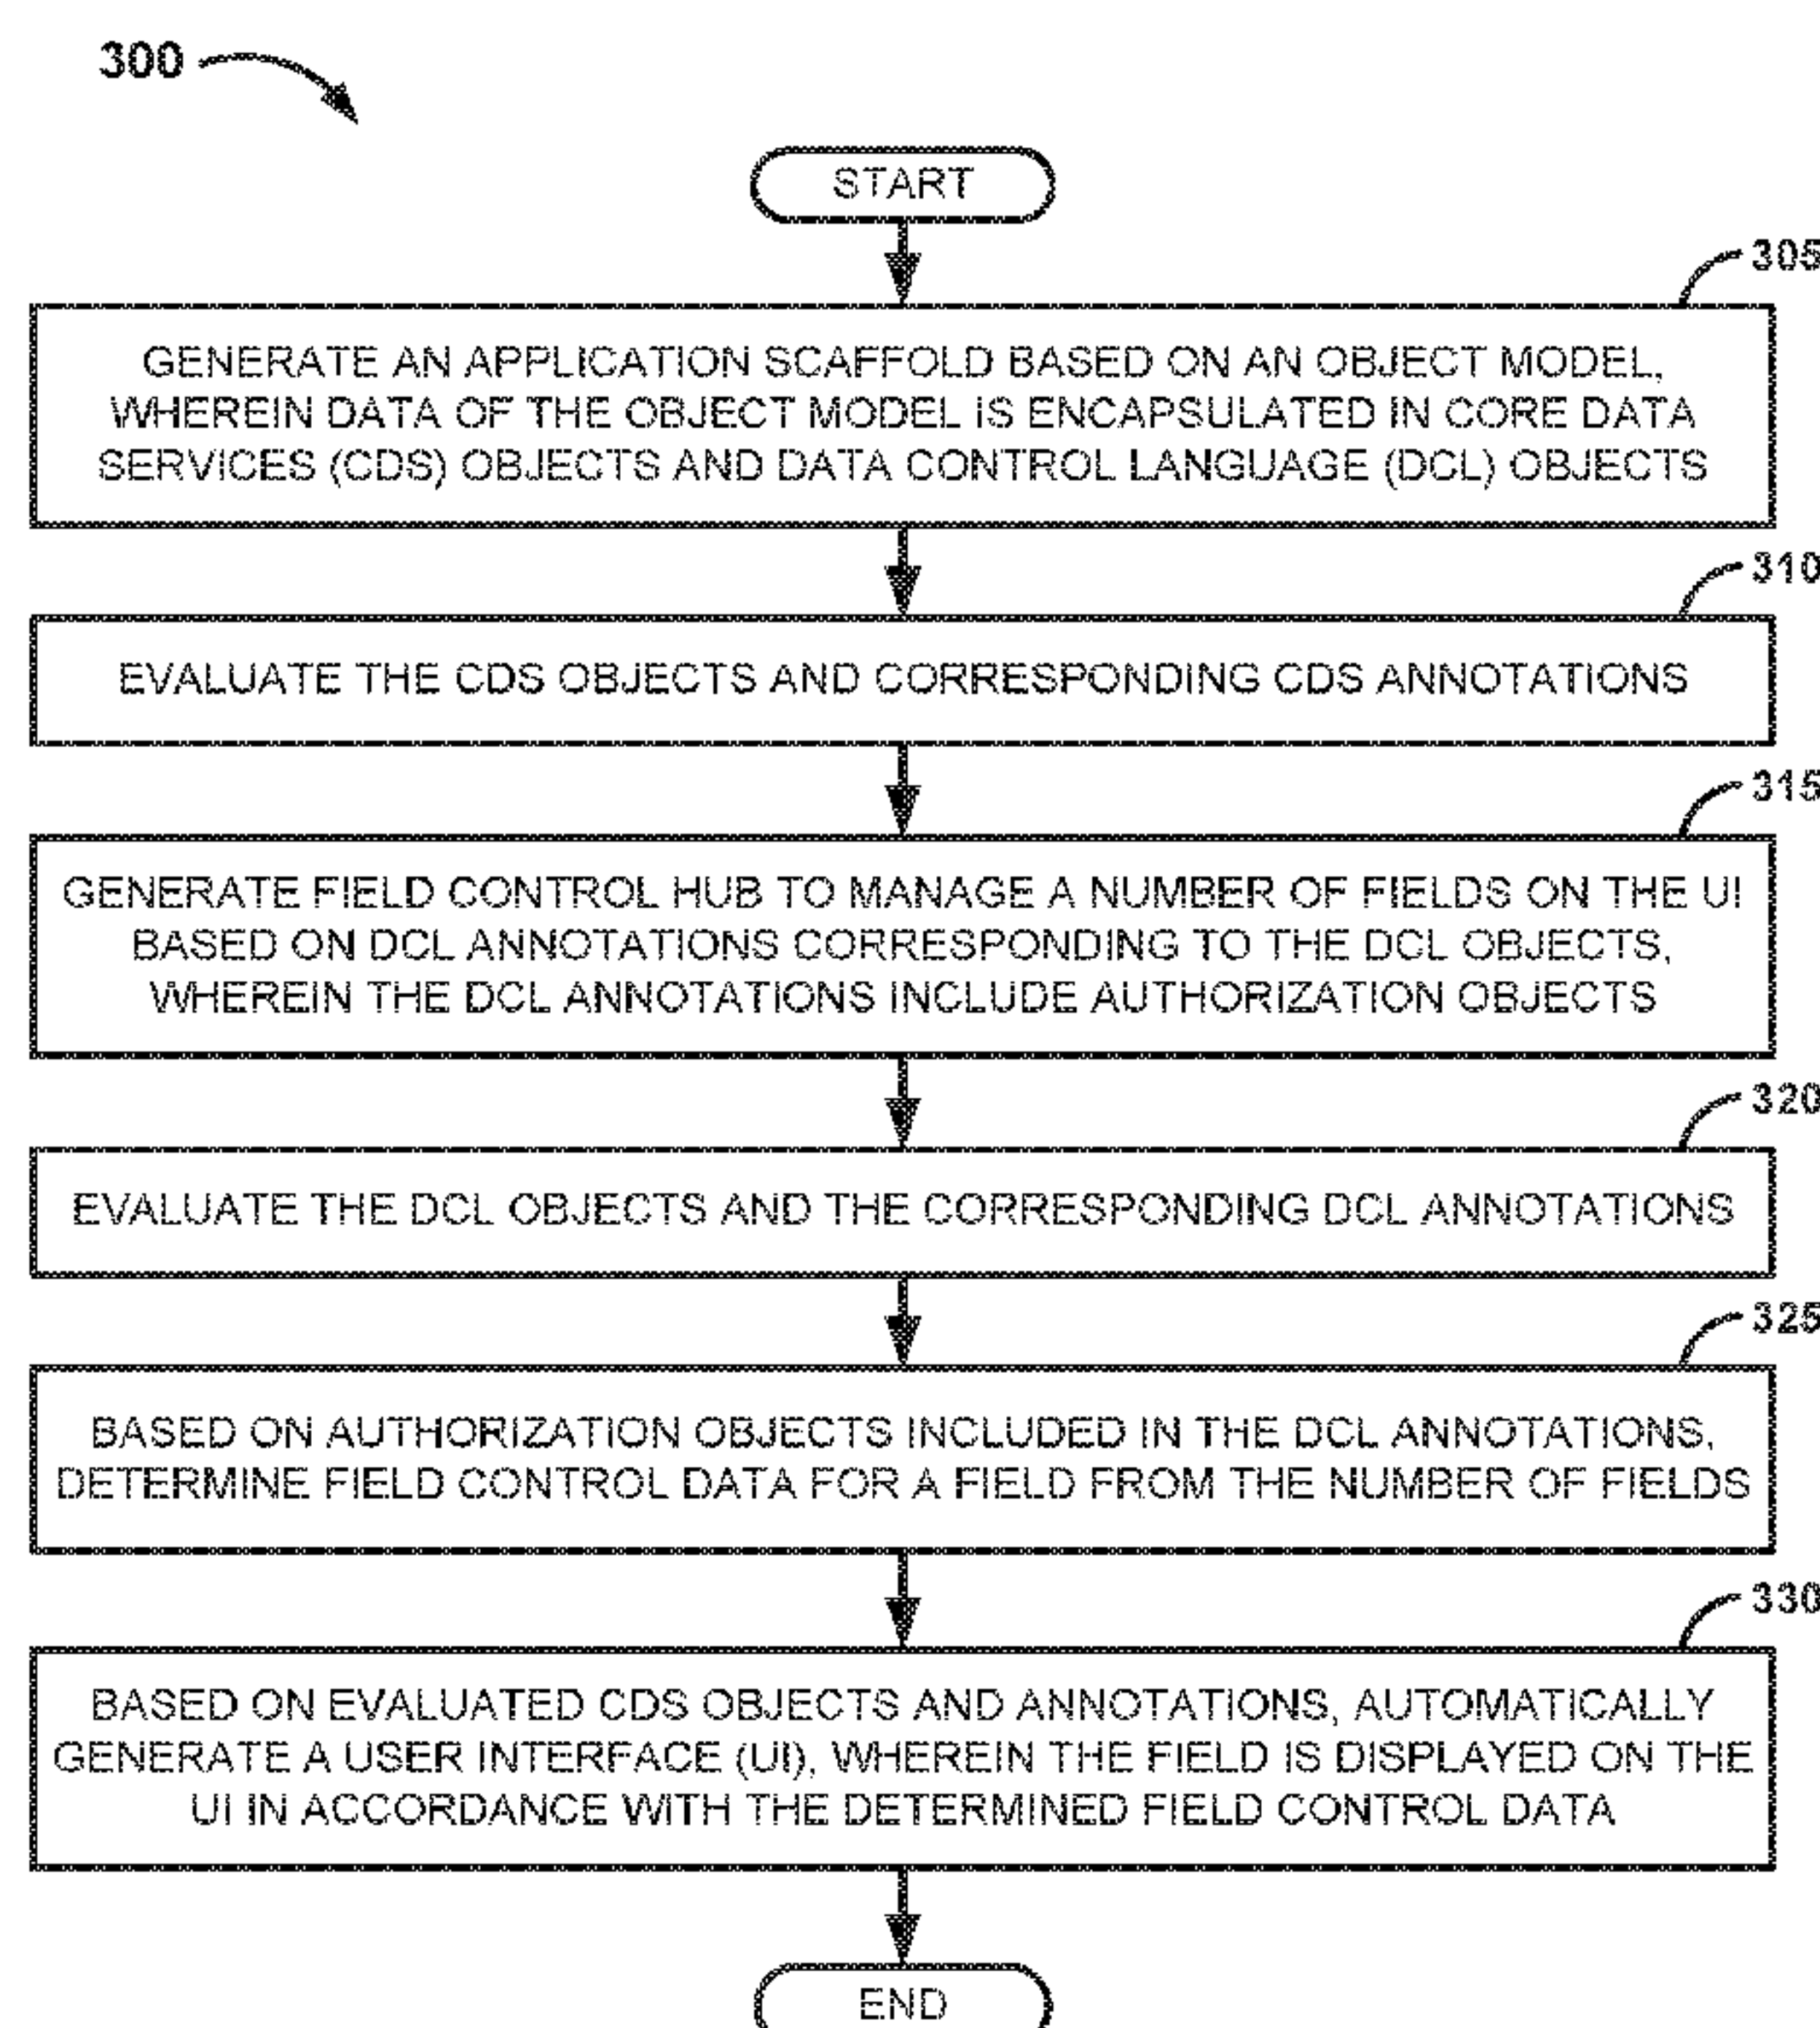 300
START
305
GENERATE AN APPLICATION SCAFFOLD BASED ON AN OBJECT MODEL,
WHEREIN DATA OF THE OBJECT MODEL IS ENCAPSULATED IN CORE DATA
SERVICES (CDS) OBJECTS AND DATA CONTROL LANGUAGE (DCL) OBJECTS
310
EVALUATE THE CDS OBJECTS AND CORRESPONDING CDS ANNOTATIONS
315
GENERATE FIELD CONTROL HUB TO MANAGE A NUMBER OF FIELDS ON THE UI
BASED ON DCL ANNOTATIONS CORRESPONDING TO THE DCL OBJECTS,
WHEREIN THE DCL ANNOTATIONS INCLUDE AUTHORIZATION OBJECTS
320
EVALUATE THE DCL OBJECTS AND THE CORRESPONDING DCL ANNOTATIONS
325
BASED ON AUTHORIZATION OBJECTS INCLUDED IN THE DCL ANNOTATIONS,
DETERMINE FIELD CONTROL DATA FOR A FIELD FROM THE NUMBER OF FIELDS
330
BASED ON EVALUATED CDS OBJECTS AND ANNOTATIONS, AUTOMATICALLY
GENERATE A USER INTERFACE (UI), WHEREIN THE FIELD IS DISPLAYED ON THE
UI IN ACCORDANCE WITH THE DETERMINED FIELD CONTROL DATA
END